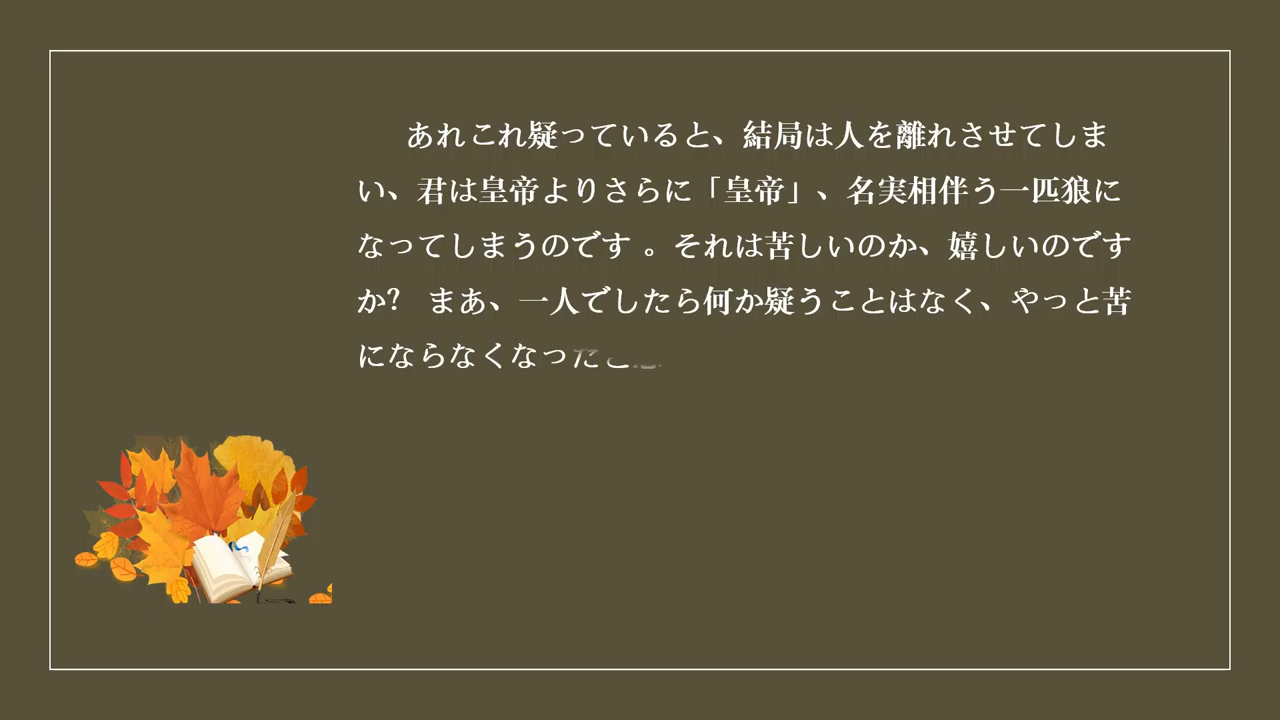 あれこれ疑っていると、結局は人を離れさせてしま
い、君は皇帝よりさらに「皇帝」、名実相伴う一匹狼に
なってしまうのです 。それは苦しいのか、嬉しいのです
か? まあ、一人でしたら何か疑うことはなく、やっと苦
にならなくなった